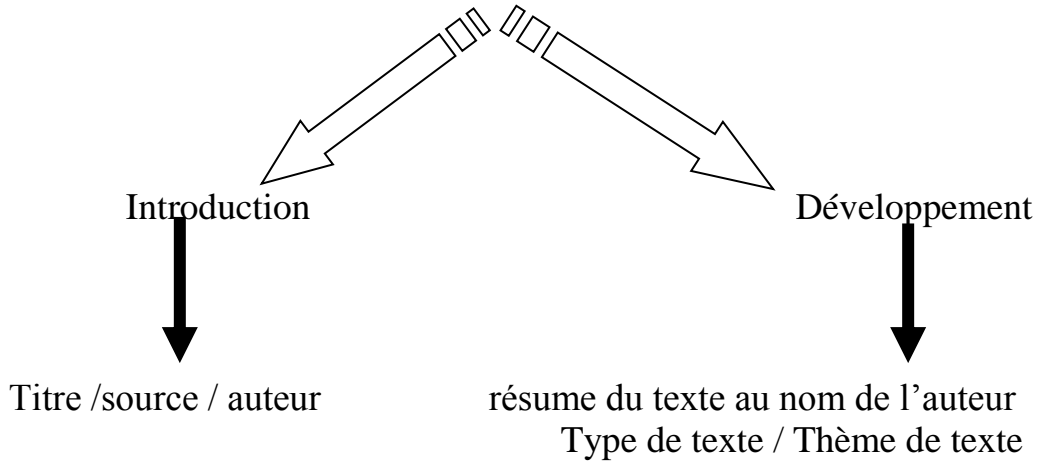 Introduction
Développement
Titre /source / auteur
résume du texte au nom de l’auteur
Type de texte / Thème de texte